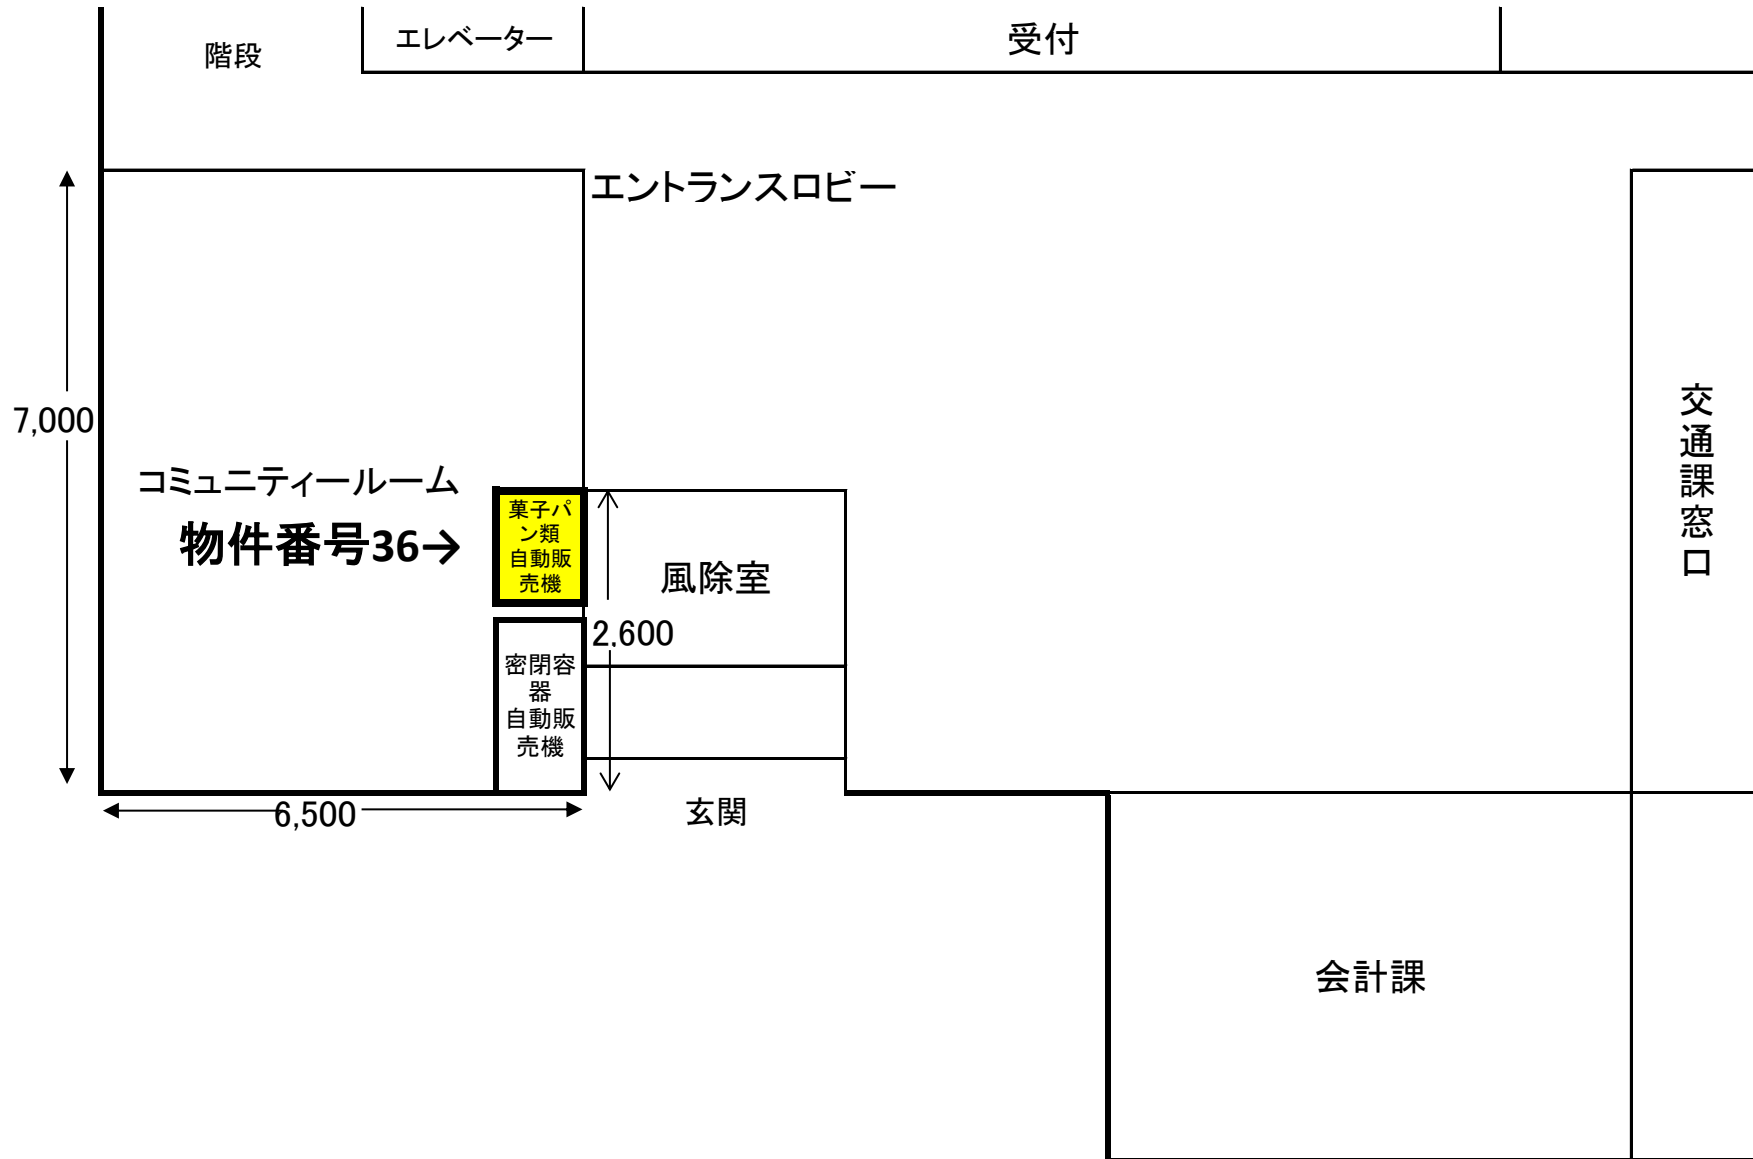 階段
エレベーター
受付
エントランスロビー
7,000
コミュニティールーム
物件番号36→
菓子パ
ン類
自動販
売機
風除室
2,600
密閉容
器
自動販
売機
6,500
玄関
交通課窓口
会計課